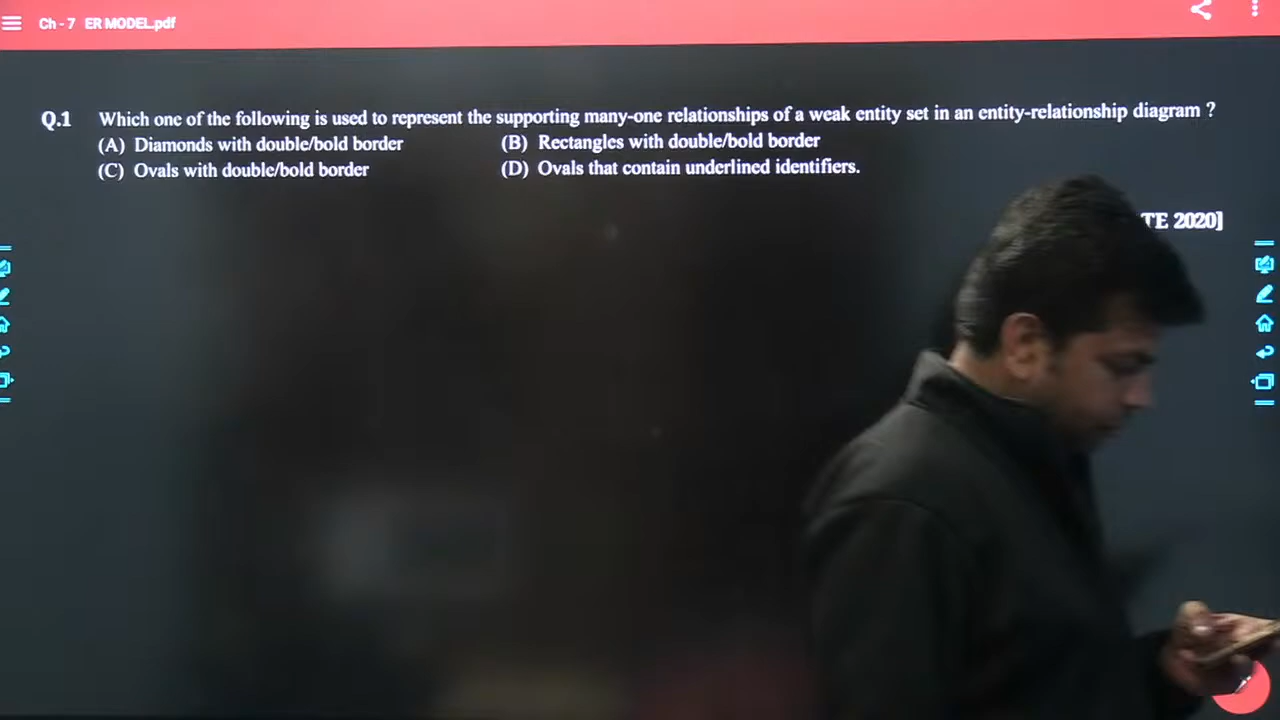 Ch - 7 ER MODEL.pdf
Q.1 Which one of the following is used to represent the supporting many-one relationships of a weak entity set in an entity-relationship diagram ?
(A) Diamonds with double/bold border (B) Rectangles with double/bold border
(C) Ovals with double/bold border (D) Ovals that contain underlined identifiers.
TE 2020]